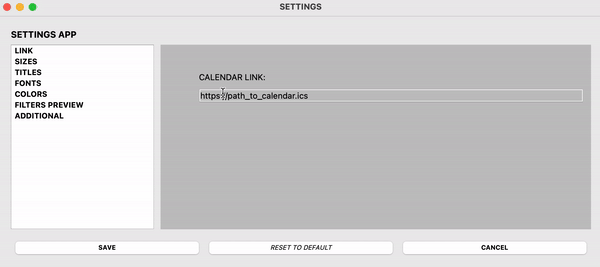 SETTINGS
SETTINGS APP
LINK
SIZES
TITLES
FONTS
COLORS
FILTERS PREVIEW
ADDITIONAL
CALENDAR LINK:
https://path_to_calendar.ics
SAVE
RESET TO DEFAULT
CANCEL